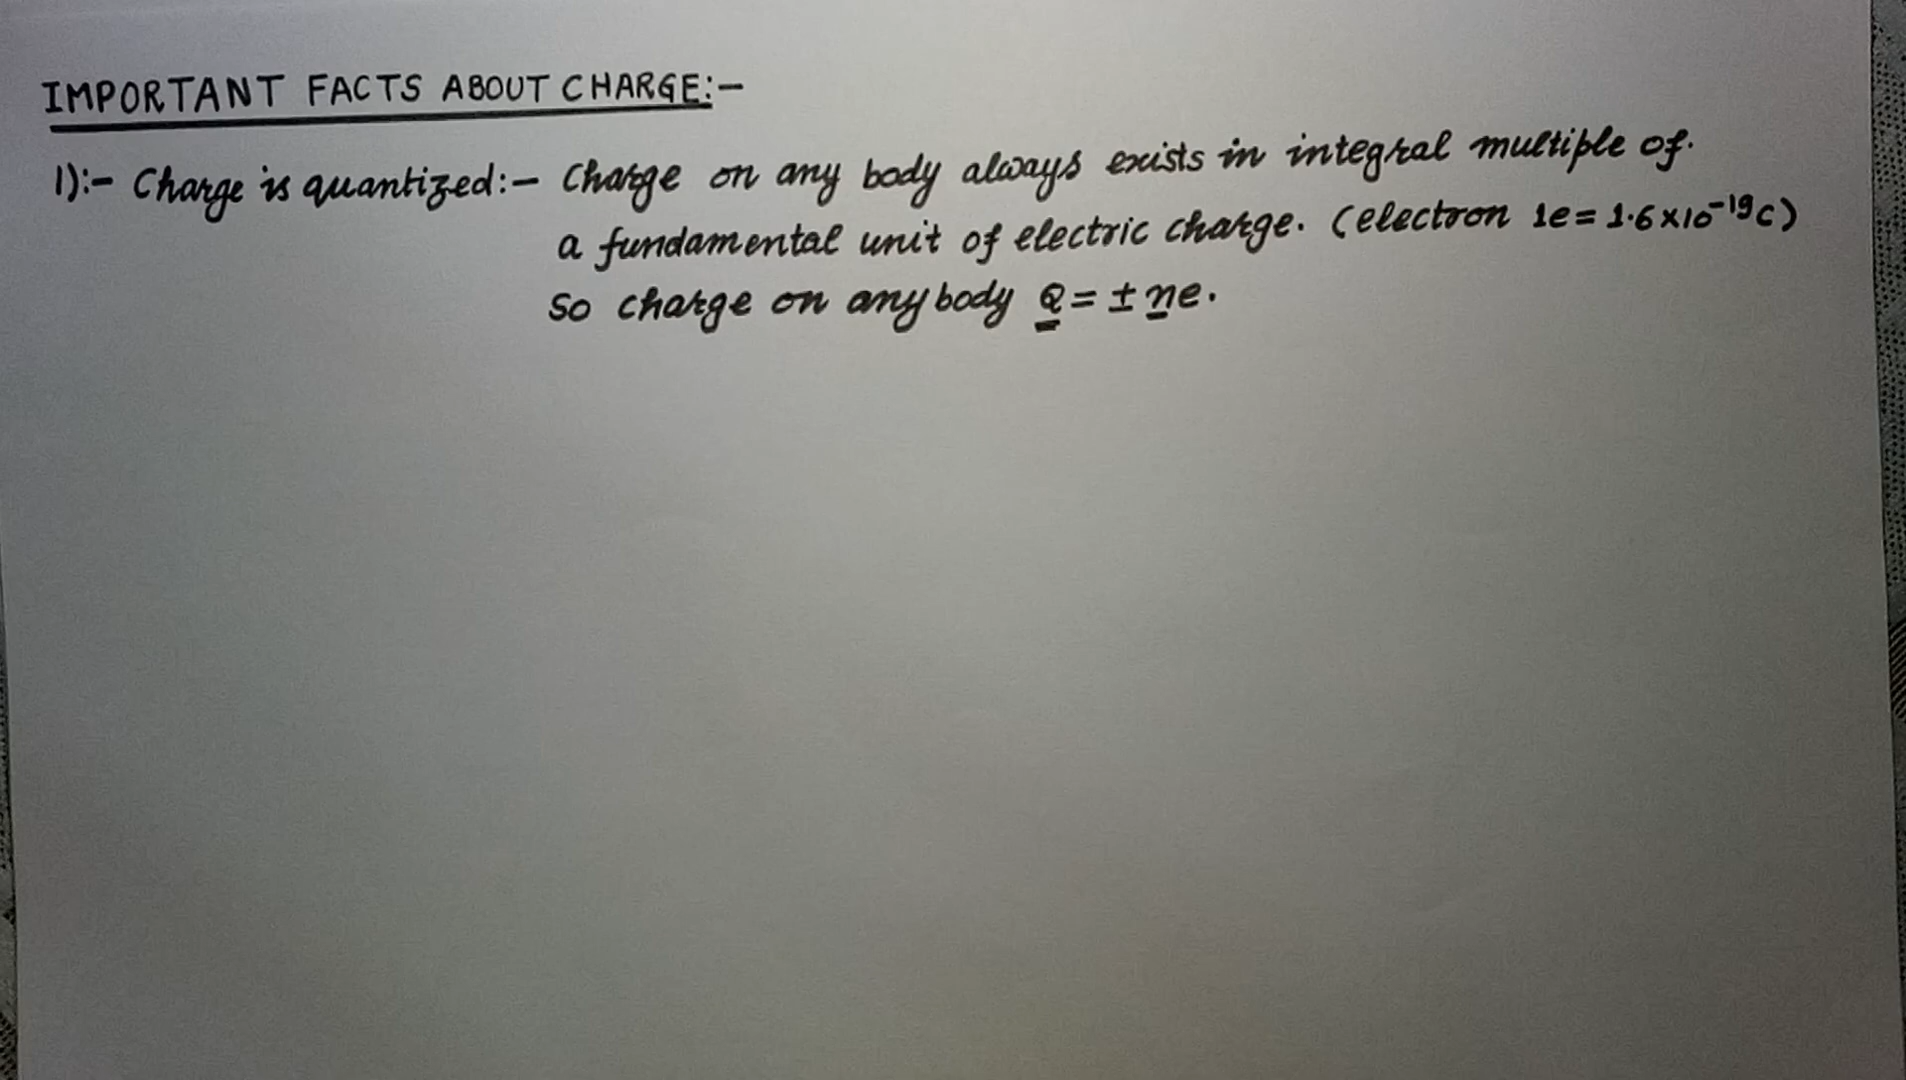 IMPORTANT FACTS ABOUT CHARGE:-
1):- Charge is quantized:- Charge on any body always exists in integral multiple of.
a fundamental unit of electric charge. (electron 1e = 1.6×10⁻¹⁹C)
So charge on any body Q = ± ne.